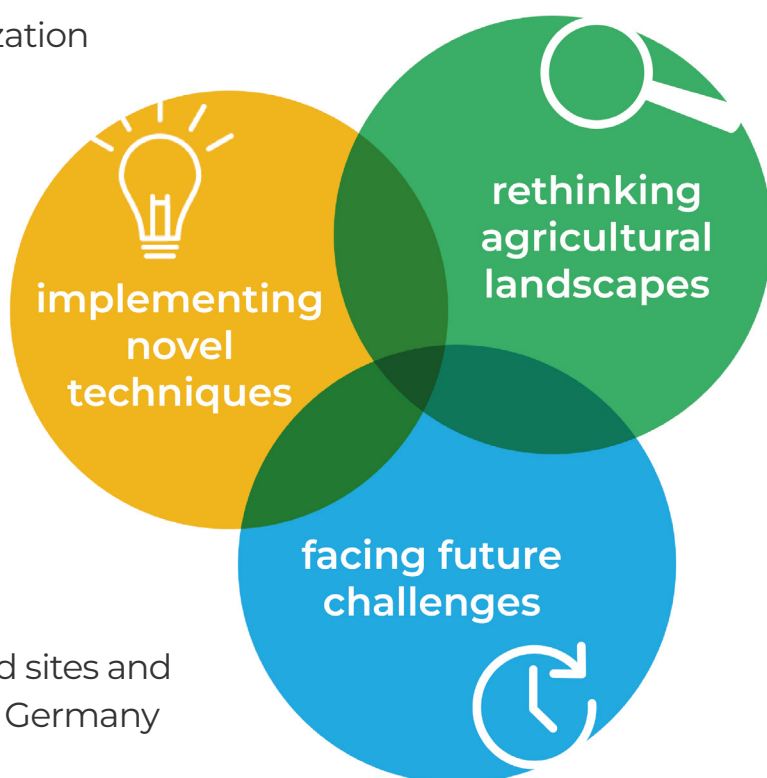 zation
rethinking
agricultural
landscapes
implementing
novel
techniques
facing future
challenges
d sites and
Germany